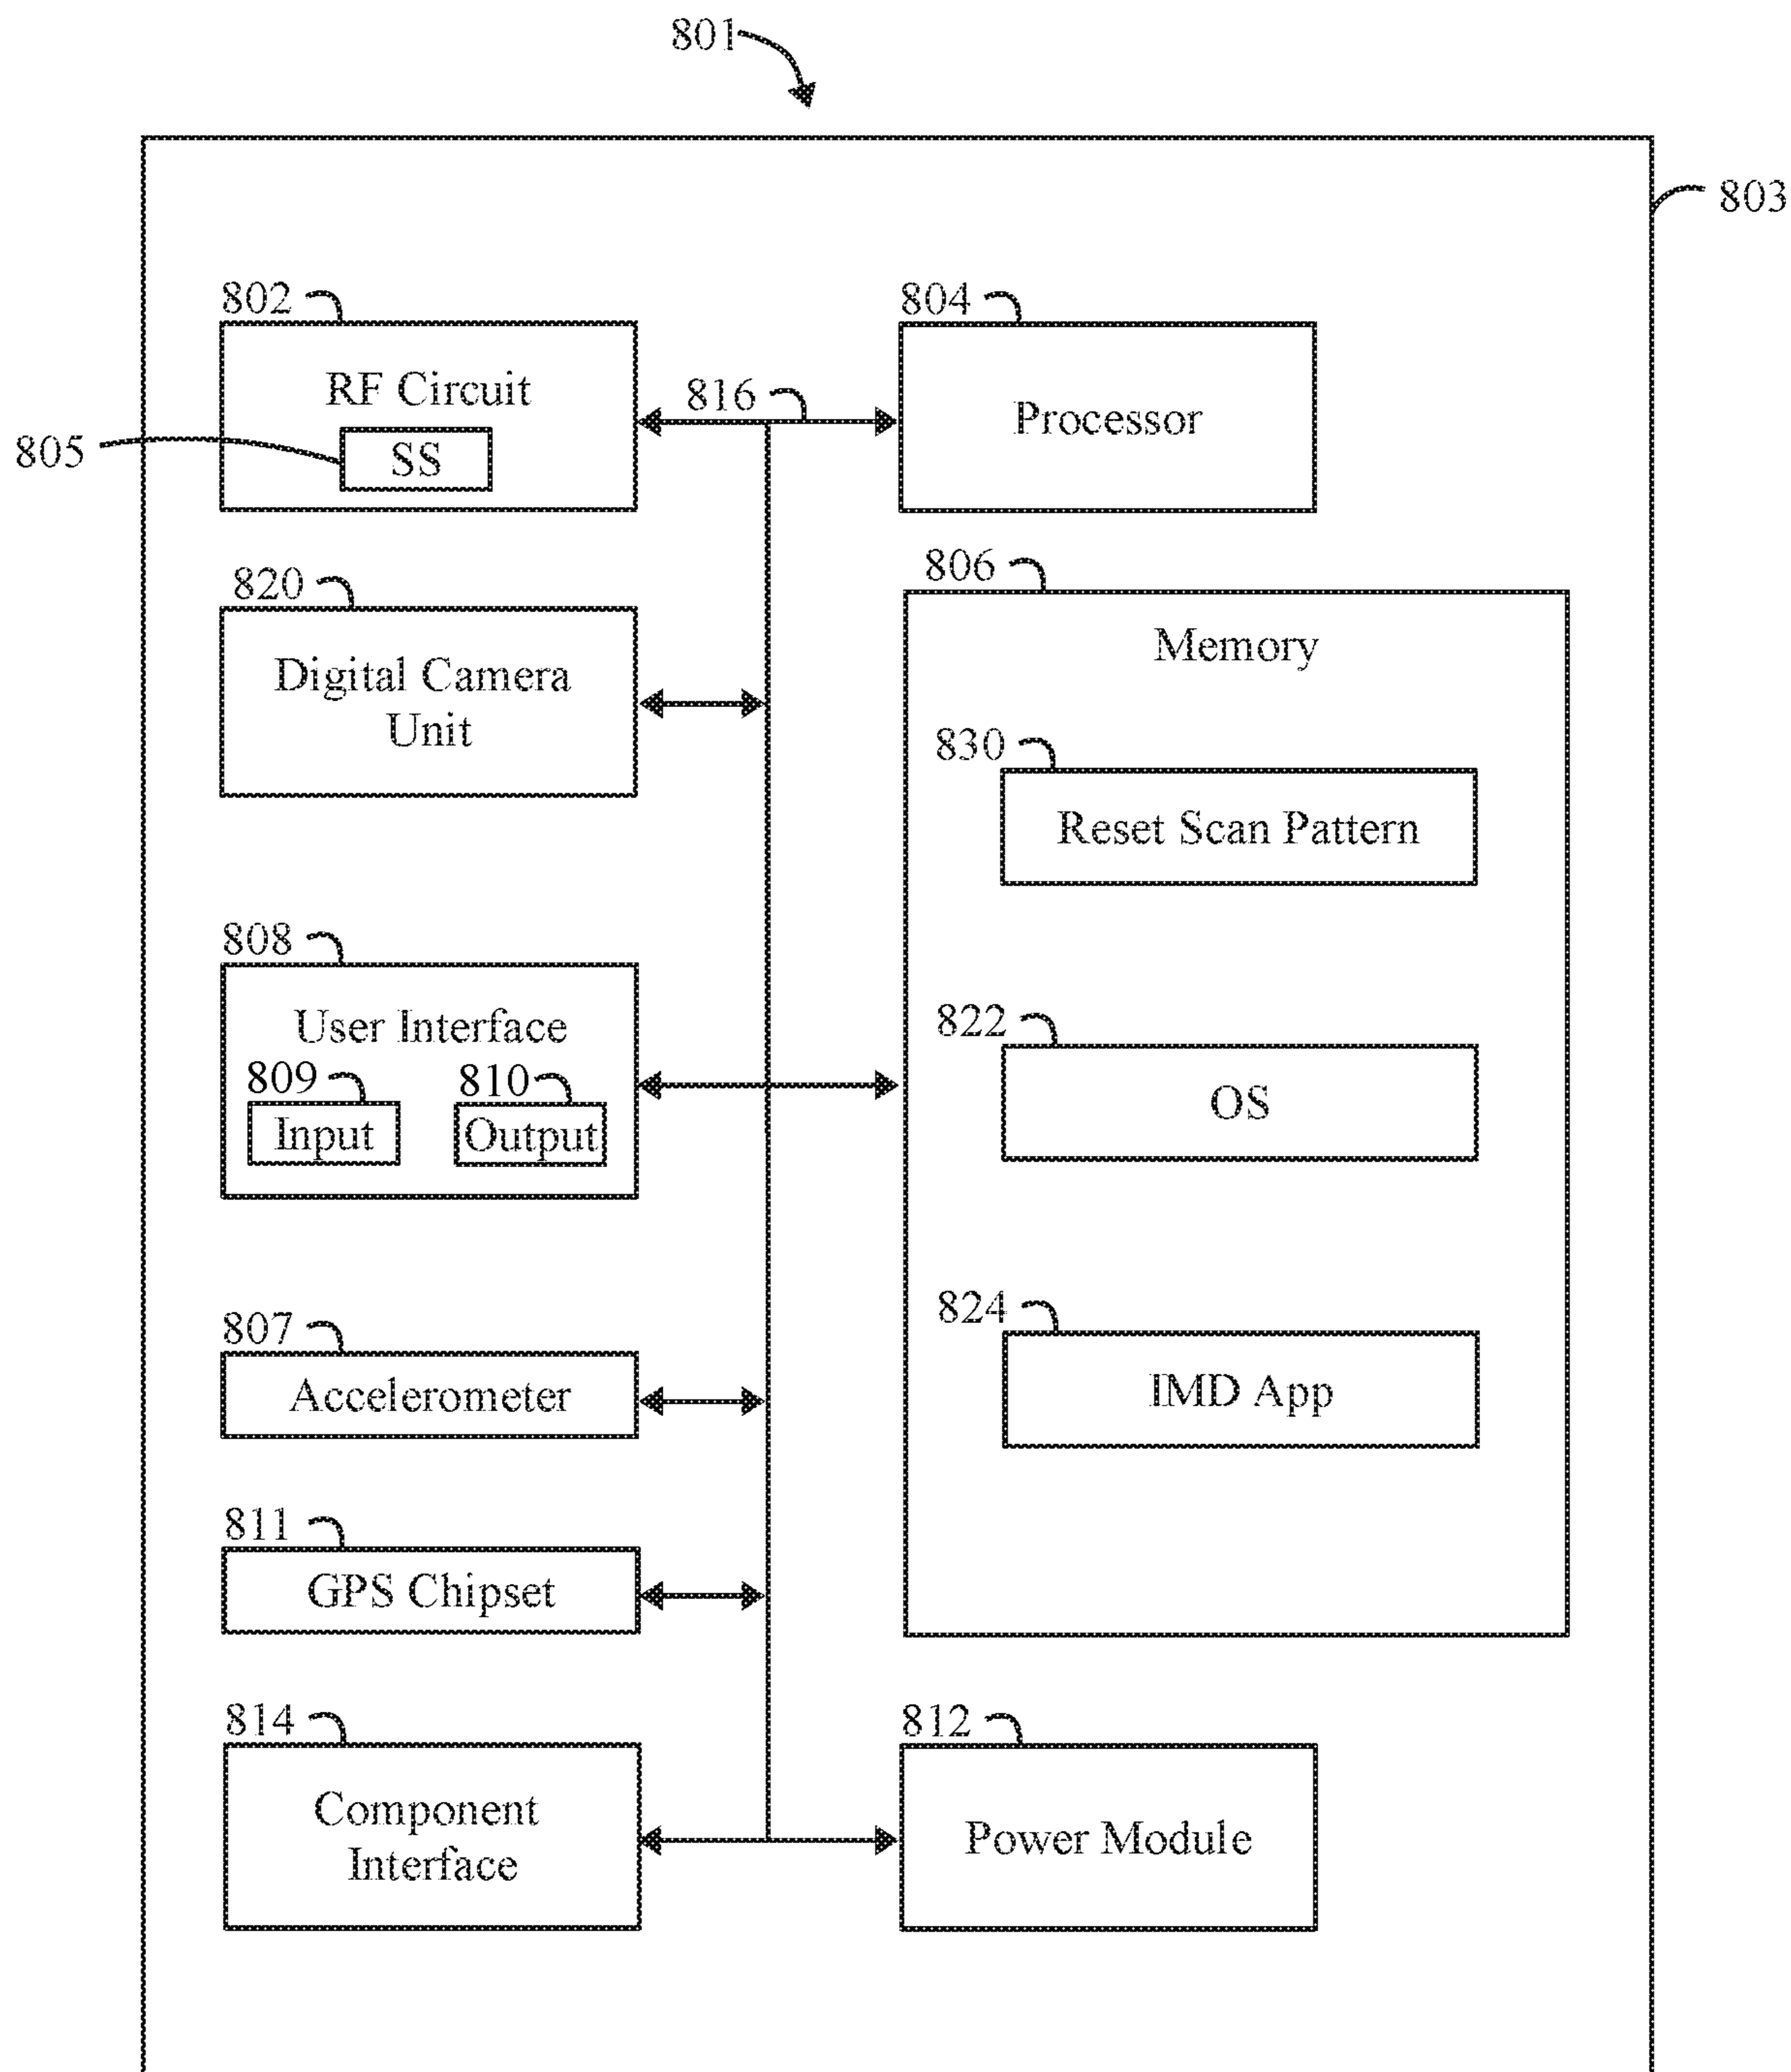 801
803
802
RF Circuit
805
SS
816
804
Processor
820
Digital Camera
Unit
806
Memory
830
Reset Scan Pattern
808
User Interface
809
Input
810
Output
822
OS
807
Accelerometer
824
IMD App
811
GPS Chipset
814
Component
Interface
812
Power Module